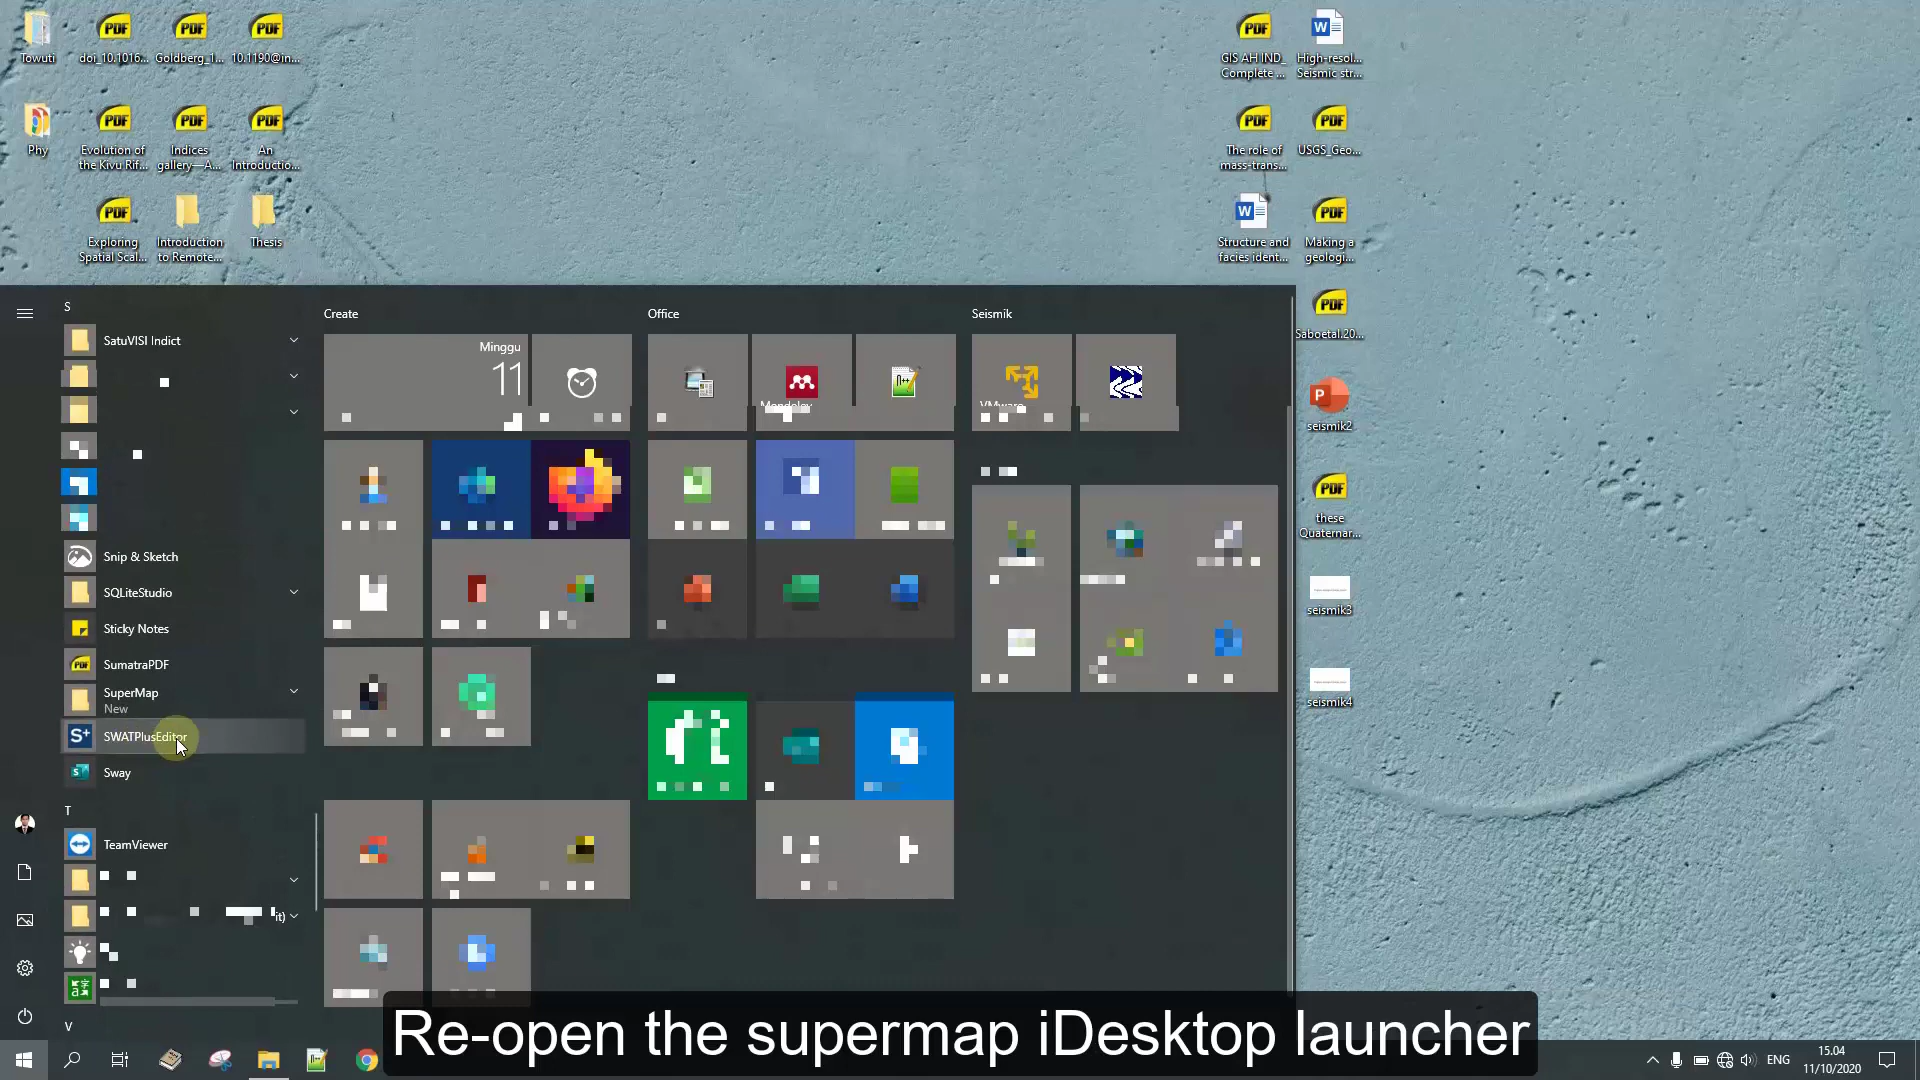 Towuti
doi_10.1016...
Goldberg_1...
10.1190@in...
Phy
Evolution of
the Kivu Rif...
Indices
gallery—A...
An
Introductio...
Exploring
Spatial Scal...
Introduction
to Remote...
Thesis
GIS AH IND_
Complete ...
High-resol...
Seismic str...
The role of
mass-trans...
USGS_Geo...
Structure and
facies ident...
Making a
geologi...
Saboetal.20...
seismik2
these
Quaternar...
seismik3
seismik4
S
SatuVISI Indict
Snip & Sketch
SQLiteStudio
Sticky Notes
SumatraPDF
SuperMap
New
SWATPlusEditor
Sway
T
TeamViewer
it)
V
Create
Minggu
11
Office
Mendeley
Seismik
VMware
Re-open the supermap iDesktop launcher
ENG
15.04
11/10/2020